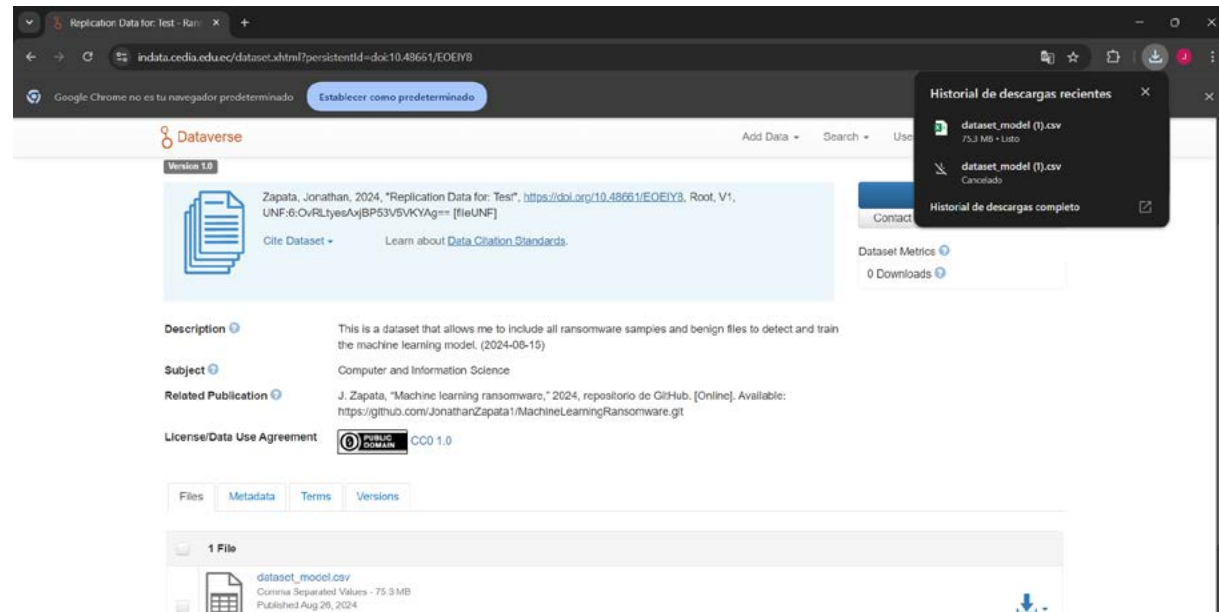 Replication Data for: Test - Ran
indata.cedia.edu.ec/dataset.xhtml?persistentId=doi:10.48661/EOEIY8
Google Chrome no es tu navegador predeterminado
Establecer como predeterminado
Historial de descargas recientes
dataset_model (1).csv
75.3 MB • Listo
dataset_model (1).csv
Cancelado
Historial de descargas completo
Dataverse
Add Data
Search
Use
Version 1.0
Zapata, Jonathan, 2024, "Replication Data for: Test", https://doi.org/10.48661/EOEIY8, Root, V1,
UNF:6:OvRLtyesAxjBP53V5VKYAg== [fileUNF]
Cite Dataset
Learn about Data Citation Standards.
Contact
Dataset Metrics
0 Downloads
Description
This is a dataset that allows me to include all ransomware samples and benign files to detect and train
the machine learning model. (2024-08-15)
Subject
Computer and Information Science
Related Publication
J. Zapata, "Machine learning ransomware," 2024, repositorio de GitHub. [Online]. Available:
https://github.com/JonathanZapata1/MachineLearningRansomware.git
License/Data Use Agreement
PUBLIC
DOMAIN
CC0 1.0
Files
Metadata
Terms
Versions
1 File
dataset_model.csv
Comma Separated Values - 75.3 MB
Published Aug 26, 2024